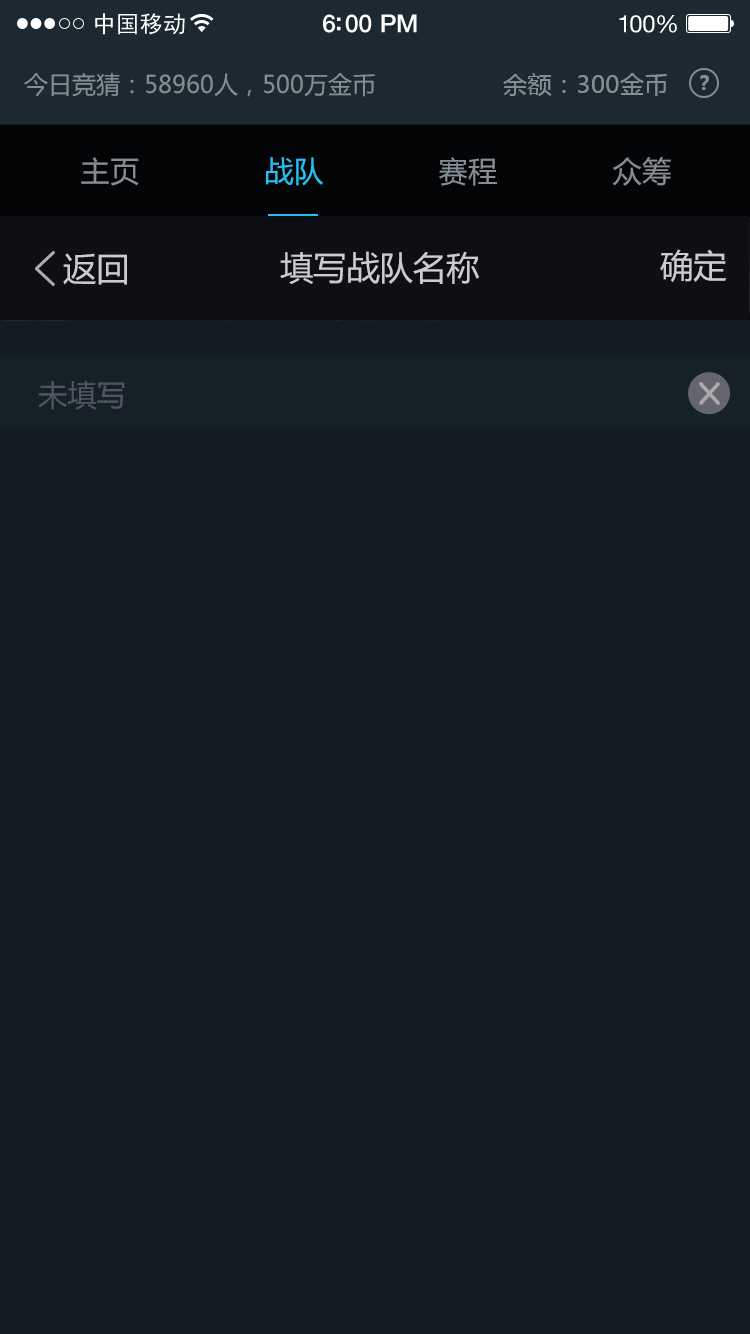 中国移动 6:00 PM 100%
今日竞猜：58960人，500万金币 余额：300金币 ?
主页 战队 赛程 众筹
返回 填写战队名称 确定
未填写